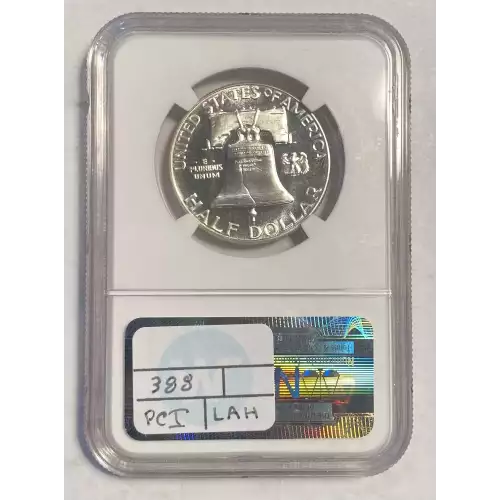 UNITED STATES OF AMERICA
E
PLURIBUS
UNUM
HALF DOLLAR
388
PCI LAH